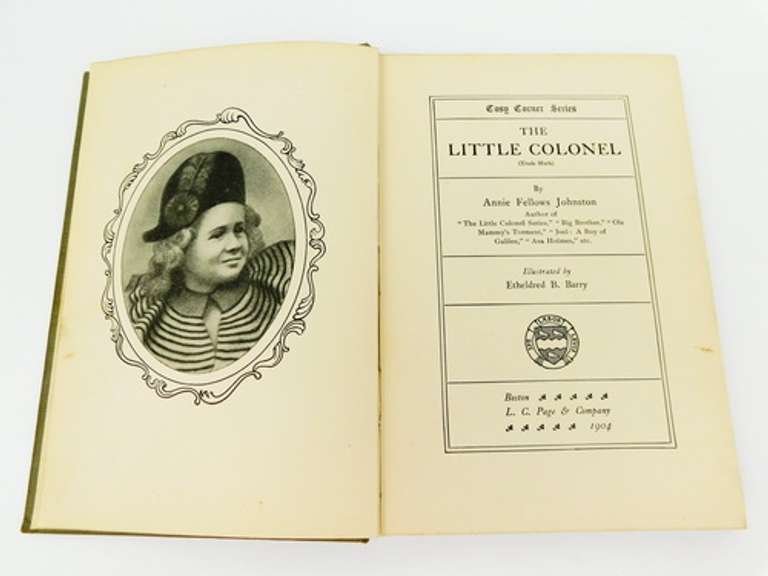 Cosy Corner Series
THE
LITTLE COLONEL
(Trade Mark)
By
Annie Fellows Johnston
Author of
"The Little Colonel Series," "Big Brother," "Ole
Mammy's Torment," "Joel: A Boy of
Galilee," "Asa Holmes," etc.
Illustrated by
Etheldred B. Barry
Boston
L. C. Page & Company
1904